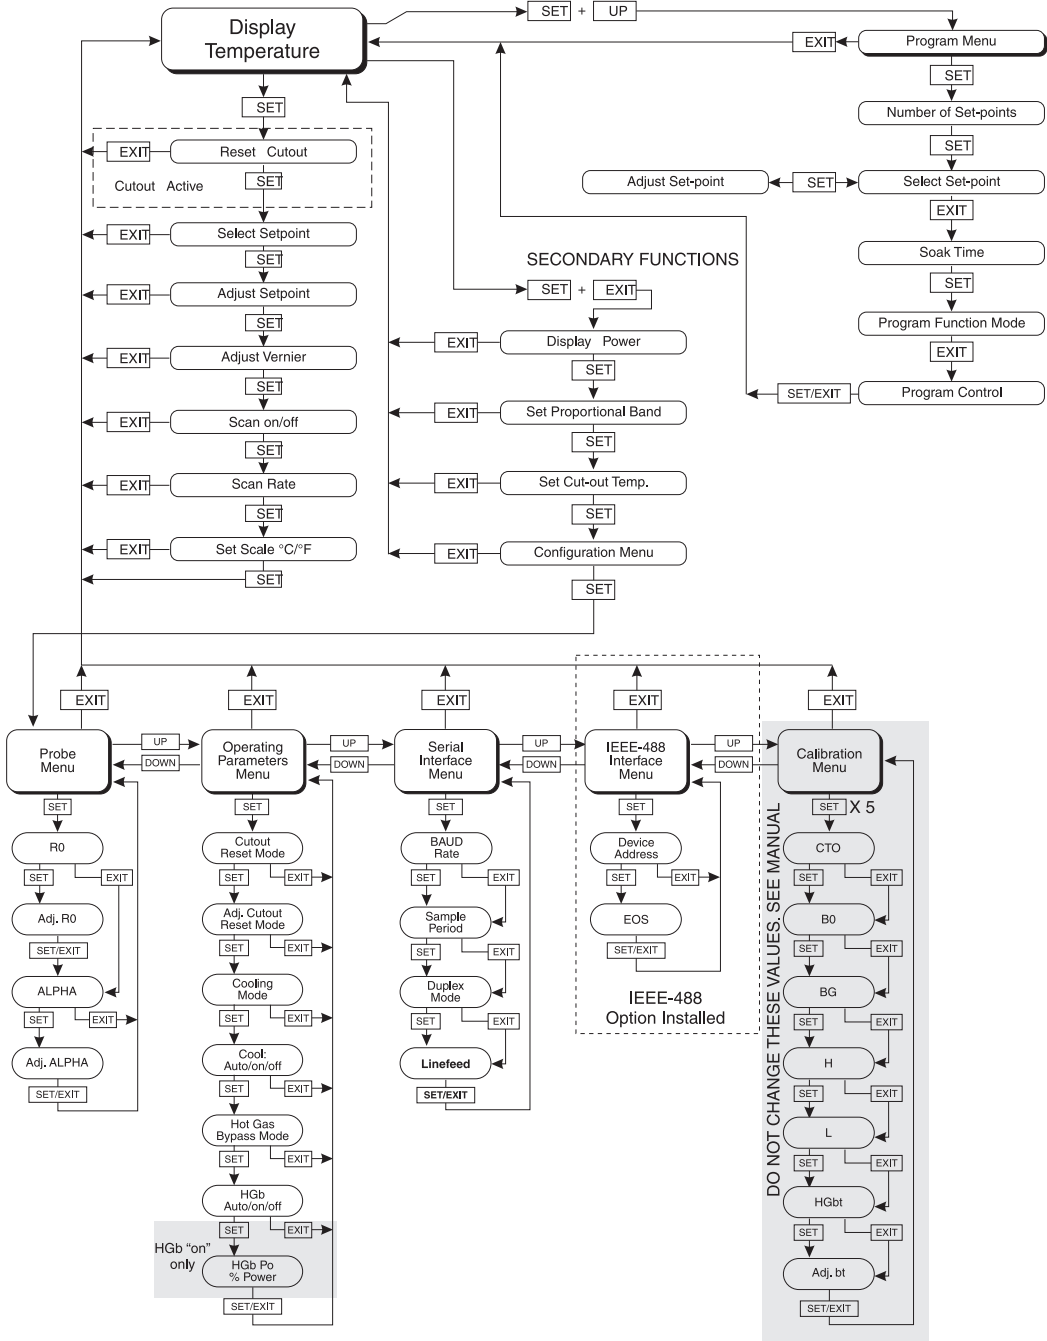 Display
Temperature
SET + UP
EXIT
Program Menu
SET
Number of Set-points
SET
Adjust Set-point
SET
Select Set-point
EXIT
Soak Time
SET
Program Function Mode
EXIT
SET/EXIT
Program Control
SET
EXIT
Reset Cutout
Cutout Active
SET
EXIT
Select Setpoint
SET
EXIT
Adjust Setpoint
SET
EXIT
Adjust Vernier
SET
EXIT
Scan on/off
SET
EXIT
Scan Rate
SET
EXIT
Set Scale °C/°F
SET
SECONDARY FUNCTIONS
SET + EXIT
EXIT
Display Power
SET
EXIT
Set Proportional Band
SET
EXIT
Set Cut-out Temp.
SET
EXIT
Configuration Menu
SET
EXIT
Probe
Menu
UP
DOWN
SET
R0
SET
EXIT
Adj. R0
SET/EXIT
ALPHA
SET
EXIT
Adj. ALPHA
SET/EXIT
EXIT
Operating
Parameters
Menu
UP
DOWN
SET
Cutout
Reset Mode
SET
EXIT
Adj. Cutout
Reset Mode
SET
EXIT
Cooling
Mode
SET
EXIT
Cool:
Auto/on/off
SET
EXIT
Hot Gas
Bypass Mode
SET
EXIT
HGb
Auto/on/off
SET
EXIT
HGb "on"
only
HGb Po
% Power
SET/EXIT
EXIT
Serial
Interface
Menu
UP
DOWN
SET
BAUD
Rate
SET
EXIT
Sample
Period
SET
EXIT
Duplex
Mode
SET
EXIT
Linefeed
SET/EXIT
EXIT
IEEE-488
Interface
Menu
UP
DOWN
SET
Device
Address
SET
EXIT
EOS
SET/EXIT
IEEE-488
Option Installed
EXIT
Calibration
Menu
SET X 5
DO NOT CHANGE THESE VALUES. SEE MANUAL
CTO
SET
EXIT
B0
SET
EXIT
BG
SET
EXIT
H
SET
EXIT
L
SET
EXIT
HGbt
SET
EXIT
Adj. bt
SET/EXIT